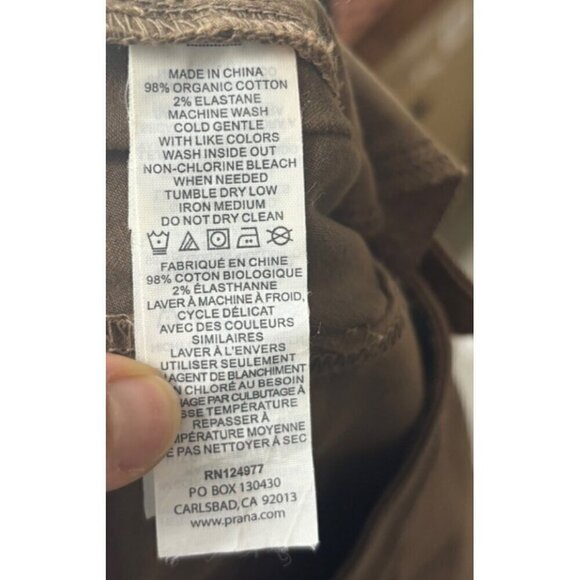 MADE IN CHINA
98% ORGANIC COTTON
2% ELASTANE
MACHINE WASH
COLD GENTLE
WITH LIKE COLORS
WASH INSIDE OUT
NON-CHLORINE BLEACH
WHEN NEEDED
TUMBLE DRY LOW
IRON MEDIUM
DO NOT DRY CLEAN
FABRIQUÉ EN CHINE
98% COTON BIOLOGIQUE
2% ÉLASTHANNE
LAVER À MACHINE À FROID,
CYCLE DÉLICAT
AVEC DES COULEURS
SIMILAIRES
LAVER À L'ENVERS
UTILISER SEULEMENT
AGENT DE BLANCHIMENT
N CHLORÉ AU BESOIN
HAGE PAR CULBUTAGE À
SSE TEMPÉRATURE
REPASSER À
MPÉRATURE MOYENNE
E PAS NETTOYER À SEC
RN124977
PO BOX 130430
CARLSBAD, CA 92013
www.prana.com